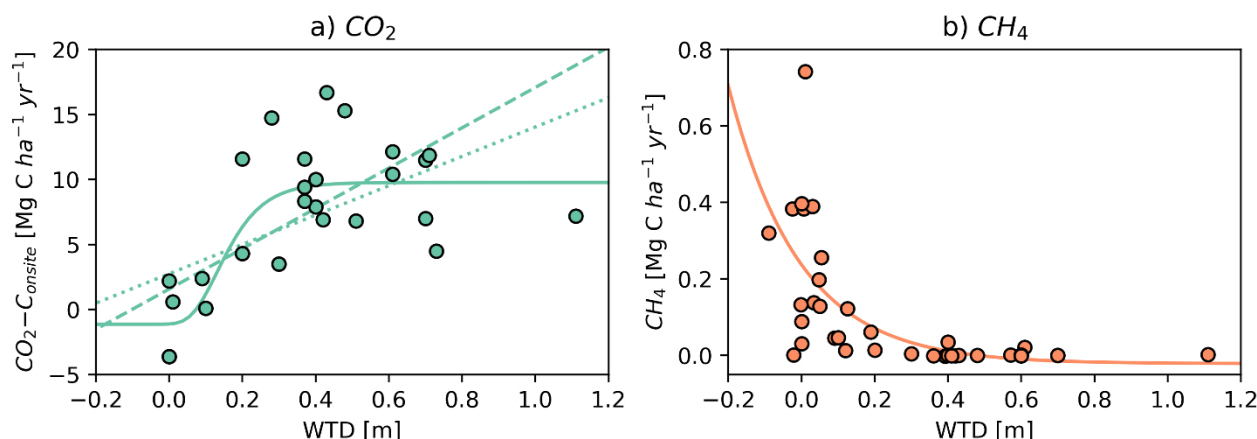 a) CO₂
CO₂−C_onsite [Mg C ha⁻¹ yr⁻¹]
20
15
10
5
0
−5
−0.2 0.0 0.2 0.4 0.6 0.8 1.0 1.2
WTD [m]
b) CH₄
CH₄ [Mg C ha⁻¹ yr⁻¹]
0.8
0.6
0.4
0.2
0.0
−0.2 0.0 0.2 0.4 0.6 0.8 1.0 1.2
WTD [m]